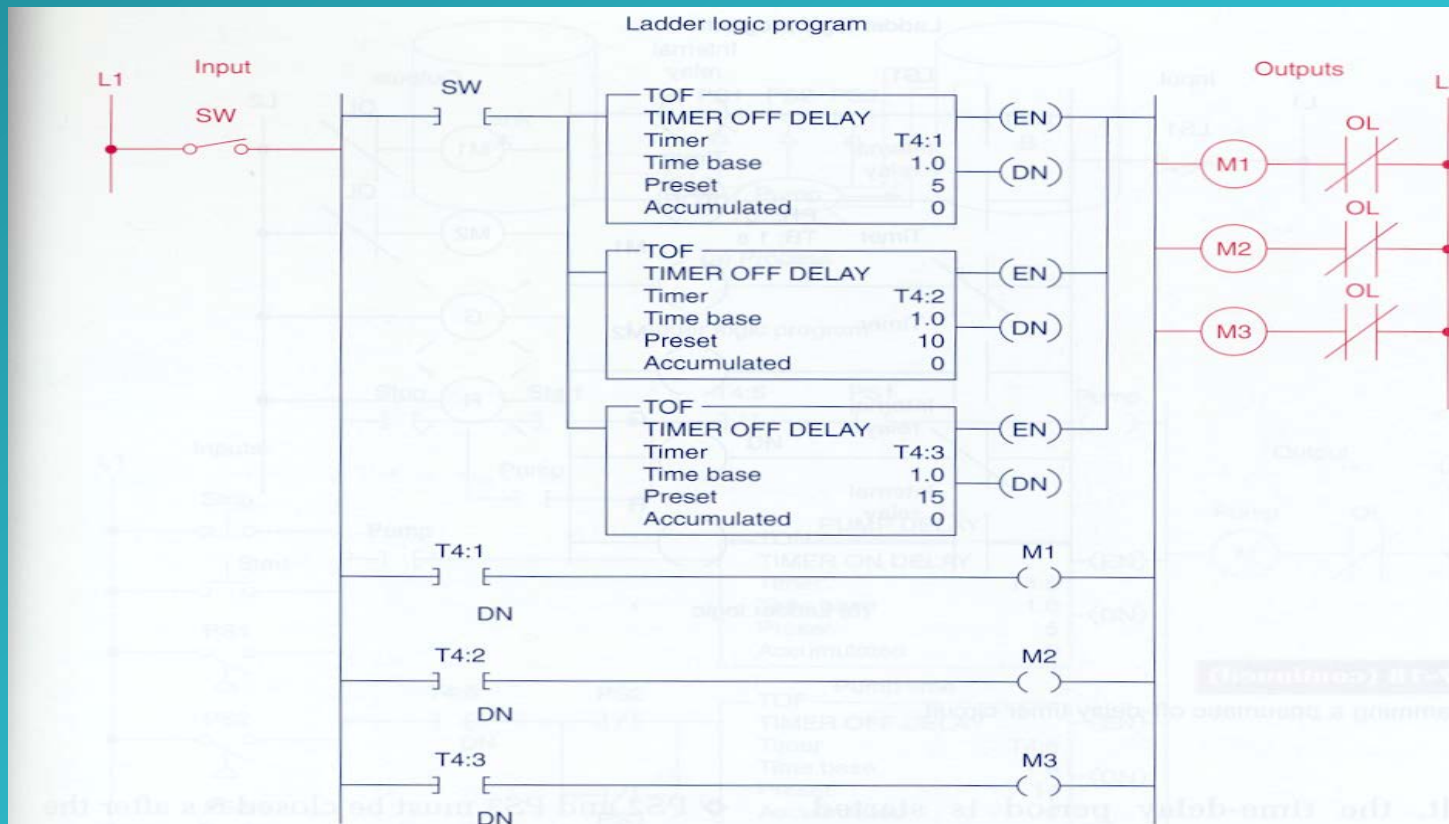 Ladder logic program
Input
Outputs
L1
SW
SW
TOF
TIMER OFF DELAY
Timer T4:1
Time base 1.0
Preset 5
Accumulated 0
EN
DN
TOF
TIMER OFF DELAY
Timer T4:2
Time base 1.0
Preset 10
Accumulated 0
EN
DN
TOF
TIMER OFF DELAY
Timer T4:3
Time base 1.0
Preset 15
Accumulated 0
EN
DN
T4:1
DN
M1
T4:2
DN
M2
T4:3
DN
M3
L
OL
M1
OL
M2
OL
M3